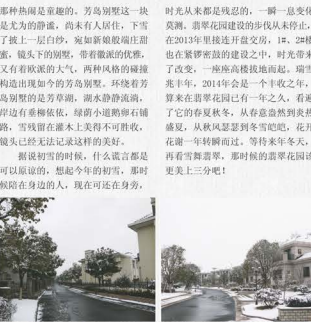 那种热闹是童趣的。芳岛别墅这一块
是尤为的静谧，尚未有人居住，下雪
了披上一层白纱，宛如新娘般端庄甜
蜜，镜头下的别墅，带着徽派的优雅，
又有着欧派的大气，两种风格的碰撞
构造出现如今的芳岛别墅。环绕着芳
岛别墅的是芳草湖，湖水静静流淌，
岸边有垂柳依依，绿荫小道鹅卵石铺
路，雪残留在灌木上美得不可胜收，
镜头已经无法记录这样的美好。
据说初雪的时候，什么谎言都是
可以原谅的，想起今年的初雪，那时
候陪在身边的人，现在可还在身旁，
时光从来都是残忍的，一瞬一息变化
莫测。翡翠花园建设的步伐从未停止，
在2013年里接连开盘交房，1#、2#楼
也在紧锣密鼓的建设之中，时光带来
了改变，一座座高楼拔地而起。瑞雪
兆丰年，2014年会是一个丰收之年，
算来在翡翠花园已有一年之久，看遍
了它的春夏秋冬，从春意盎然到炎热
盛夏，从秋风瑟瑟到冬雪皑皑，花开
花谢一年转瞬而过。等待来年冬天，
再看雪舞翡翠，那时候的翡翠花园该
更美上三分吧！